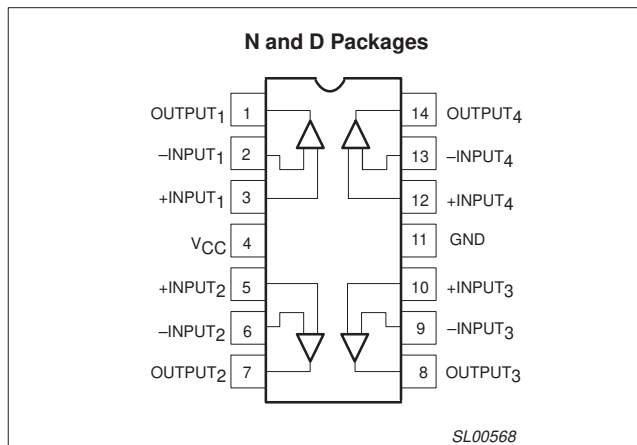 N and D Packages
OUTPUT1 1 14 OUTPUT4
–INPUT1 2 13 –INPUT4
+INPUT1 3 12 +INPUT4
VCC 4 11 GND
+INPUT2 5 10 +INPUT3
–INPUT2 6 9 –INPUT3
OUTPUT2 7 8 OUTPUT3
SL00568